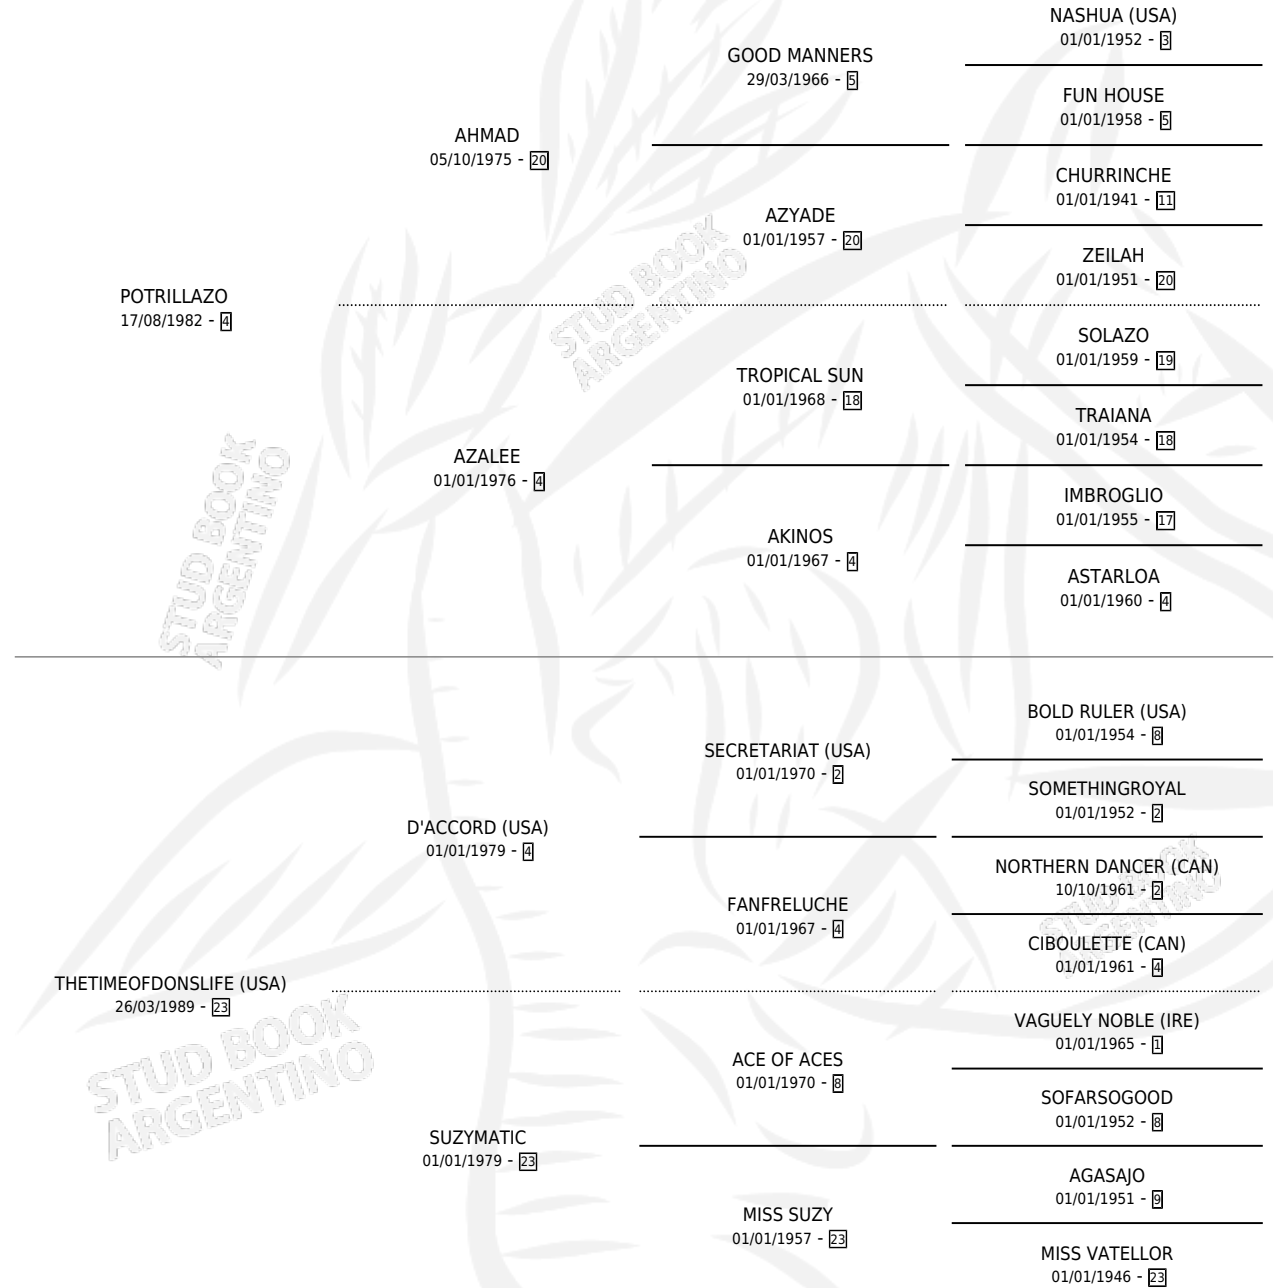 NASHUA (USA)
01/01/1952 - 3
GOOD MANNERS
29/03/1966 - 5
FUN HOUSE
01/01/1958 - 5
AHMAD
05/10/1975 - 20
CHURRINCHE
01/01/1941 - 11
AZYADE
01/01/1957 - 20
ZEILAH
01/01/1951 - 20
POTRILLAZO
17/08/1982 - 4
SOLAZO
01/01/1959 - 19
TROPICAL SUN
01/01/1968 - 18
TRAIANA
01/01/1954 - 18
AZALEE
01/01/1976 - 4
IMBROGLIO
01/01/1955 - 17
AKINOS
01/01/1967 - 4
ASTARLOA
01/01/1960 - 4
BOLD RULER (USA)
01/01/1954 - 8
SECRETARIAT (USA)
01/01/1970 - 2
SOMETHINGROYAL
01/01/1952 - 2
D'ACCORD (USA)
01/01/1979 - 4
NORTHERN DANCER (CAN)
10/10/1961 - 2
FANFRELUCHE
01/01/1967 - 4
CIBOULETTE (CAN)
01/01/1961 - 4
THETIMEOFDONSLIFE (USA)
26/03/1989 - 23
VAGUELY NOBLE (IRE)
01/01/1965 - 1
ACE OF ACES
01/01/1970 - 8
SOFARSOGOOD
01/01/1952 - 8
SUZYMATIC
01/01/1979 - 23
AGASAJO
01/01/1951 - 9
MISS SUZY
01/01/1957 - 23
MISS VATELLOR
01/01/1946 - 23
STUD BOOK
ARGENTINO
STUD BOOK
ARGENTINO
STUD BOOK
ARGENTINO
STUD BOOK
ARGENTINO